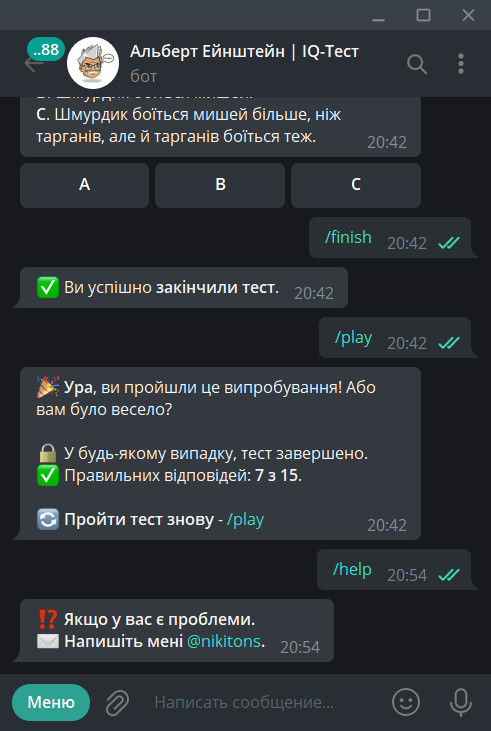 ..88
Альберт Ейнштейн | IQ-Тест
бот
C. Шмурдик боїться мишей більше, ніж
тарганів, але й тарганів боїться теж.
20:42
A
B
C
/finish 20:42
✅ Ви успішно закінчили тест. 20:42
/play 20:42
🎉 Ура, ви пройшли це випробування! Або
вам було весело?
🔒 У будь-якому випадку, тест завершено.
✅ Правильних відповідей: 7 з 15.
🔄 Пройти тест знову - /play
20:42
/help 20:54
⁉️ Якщо у вас є проблеми.
✉️ Напишіть мені @nikitons. 20:54
Меню
Написать сообщение...